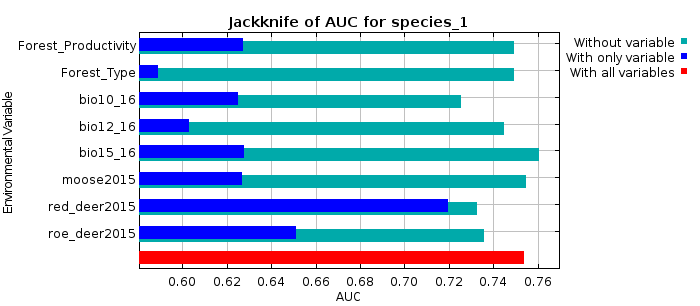 Jackknife of AUC for species_1
Environmental Variable
Forest_Productivity
Forest_Type
bio10_16
bio12_16
bio15_16
moose2015
red_deer2015
roe_deer2015
Without variable
With only variable
With all variables
0.60 0.62 0.64 0.66 0.68 0.70 0.72 0.74 0.76
AUC